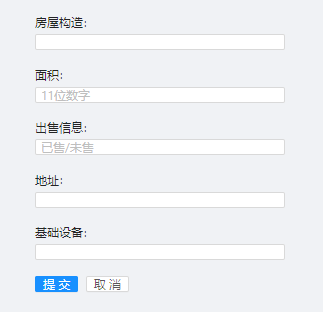 房屋构造:
面积:
11位数字
出售信息:
已售/未售
地址:
基础设备:
提 交 取 消